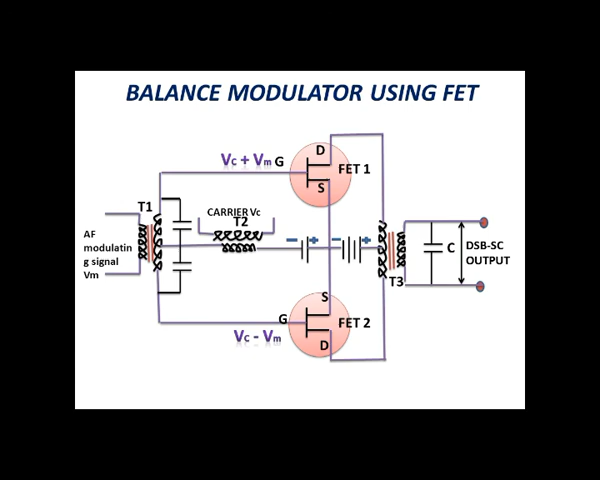 BALANCE MODULATOR USING FET
Vc + Vm G
D
FET 1
S
T1
CARRIER Vc
T2
AF
modulatin
g signal
Vm
- +
- +
C
DSB-SC
OUTPUT
T3
S
G
FET 2
D
Vc - Vm